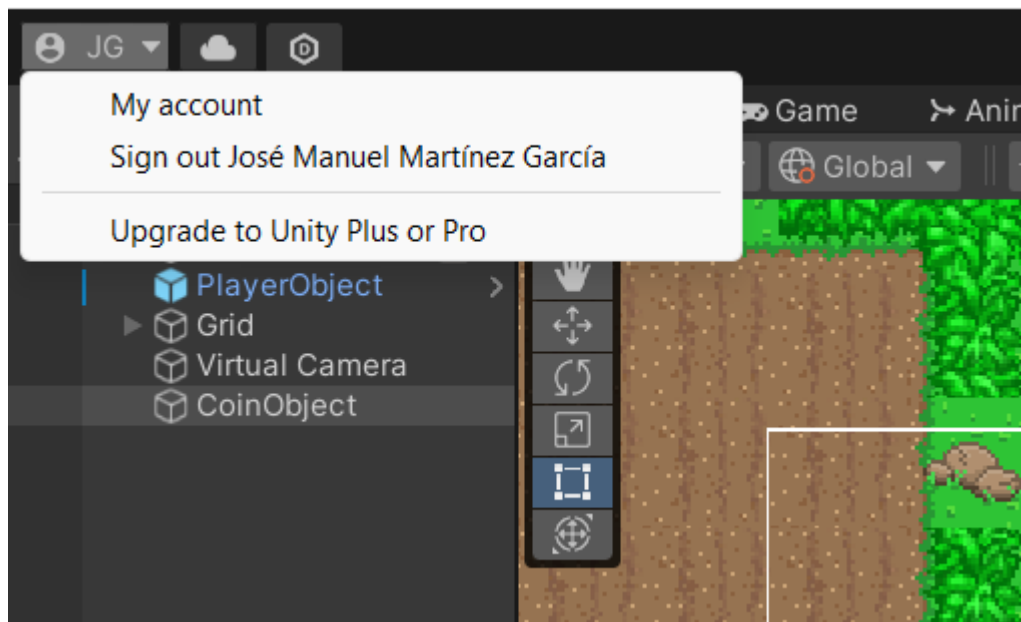 JG
My account
Sign out José Manuel Martínez García
Upgrade to Unity Plus or Pro
Game
Global
PlayerObject
Grid
Virtual Camera
CoinObject